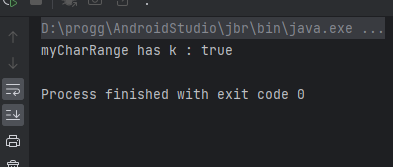 D:\progg\AndroidStudio\jbr\bin\java.exe ...
myCharRange has k : true
Process finished with exit code 0